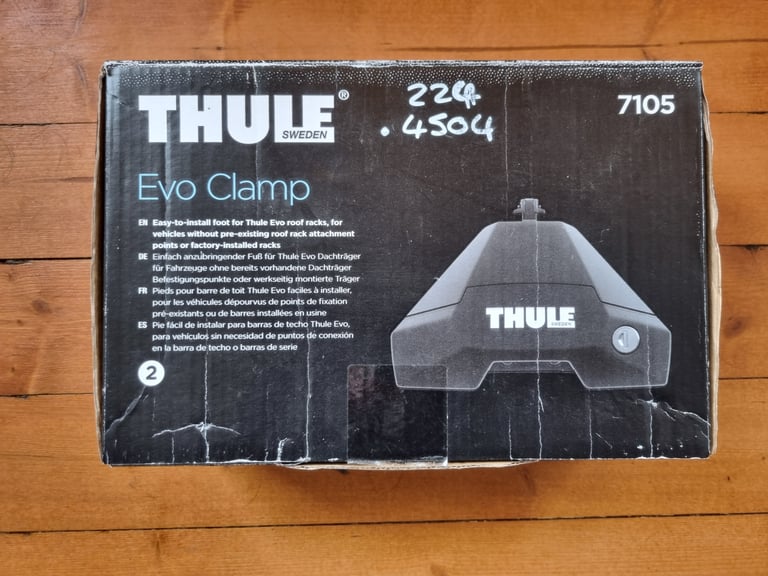 THULE®
SWEDEN
224
.4504
7105
Evo Clamp
EN Easy-to-install foot for Thule Evo roof racks, for
vehicles without pre-existing roof rack attachment
points or factory-installed racks
DE Einfach anzubringender Fuß für Thule Evo Dachträger
für Fahrzeuge ohne bereits vorhandene Dachträger
Befestigungspunkte oder werkseitig montierte Träger
FR Pieds pour barre de toit Thule Evo faciles à installer,
pour les véhicules dépourvus de points de fixation
pré-existants ou de barres installées en usine
ES Pie fácil de instalar para barras de techo Thule Evo,
para vehículos sin necesidad de puntos de conexión
en la barra de techo o barras de serie
2
THULE
SWEDEN